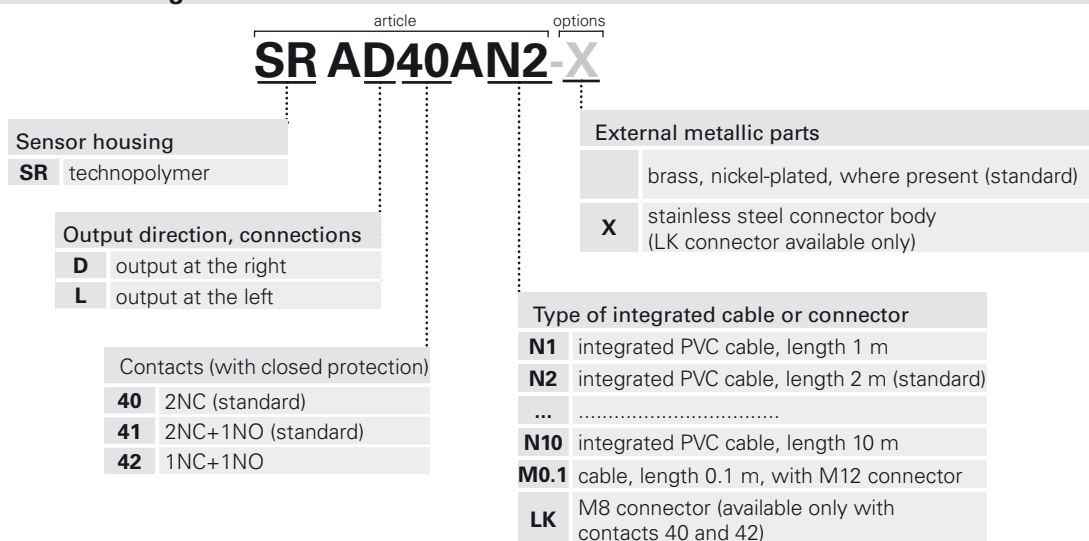 article options
SR AD40AN2-X
Sensor housing
SR technopolymer
Output direction, connections
D output at the right
L output at the left
Contacts (with closed protection)
40 2NC (standard)
41 2NC+1NO (standard)
42 1NC+1NO
External metallic parts
brass, nickel-plated, where present (standard)
X stainless steel connector body
(LK connector available only)
Type of integrated cable or connector
N1 integrated PVC cable, length 1 m
N2 integrated PVC cable, length 2 m (standard)
... ................................
N10 integrated PVC cable, length 10 m
M0.1 cable, length 0.1 m, with M12 connector
LK M8 connector (available only with
contacts 40 and 42)